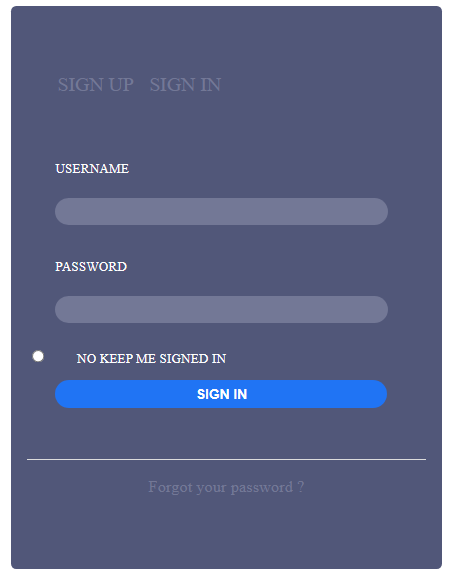 SIGN UP SIGN IN
USERNAME
PASSWORD
NO KEEP ME SIGNED IN
SIGN IN
Forgot your password ?